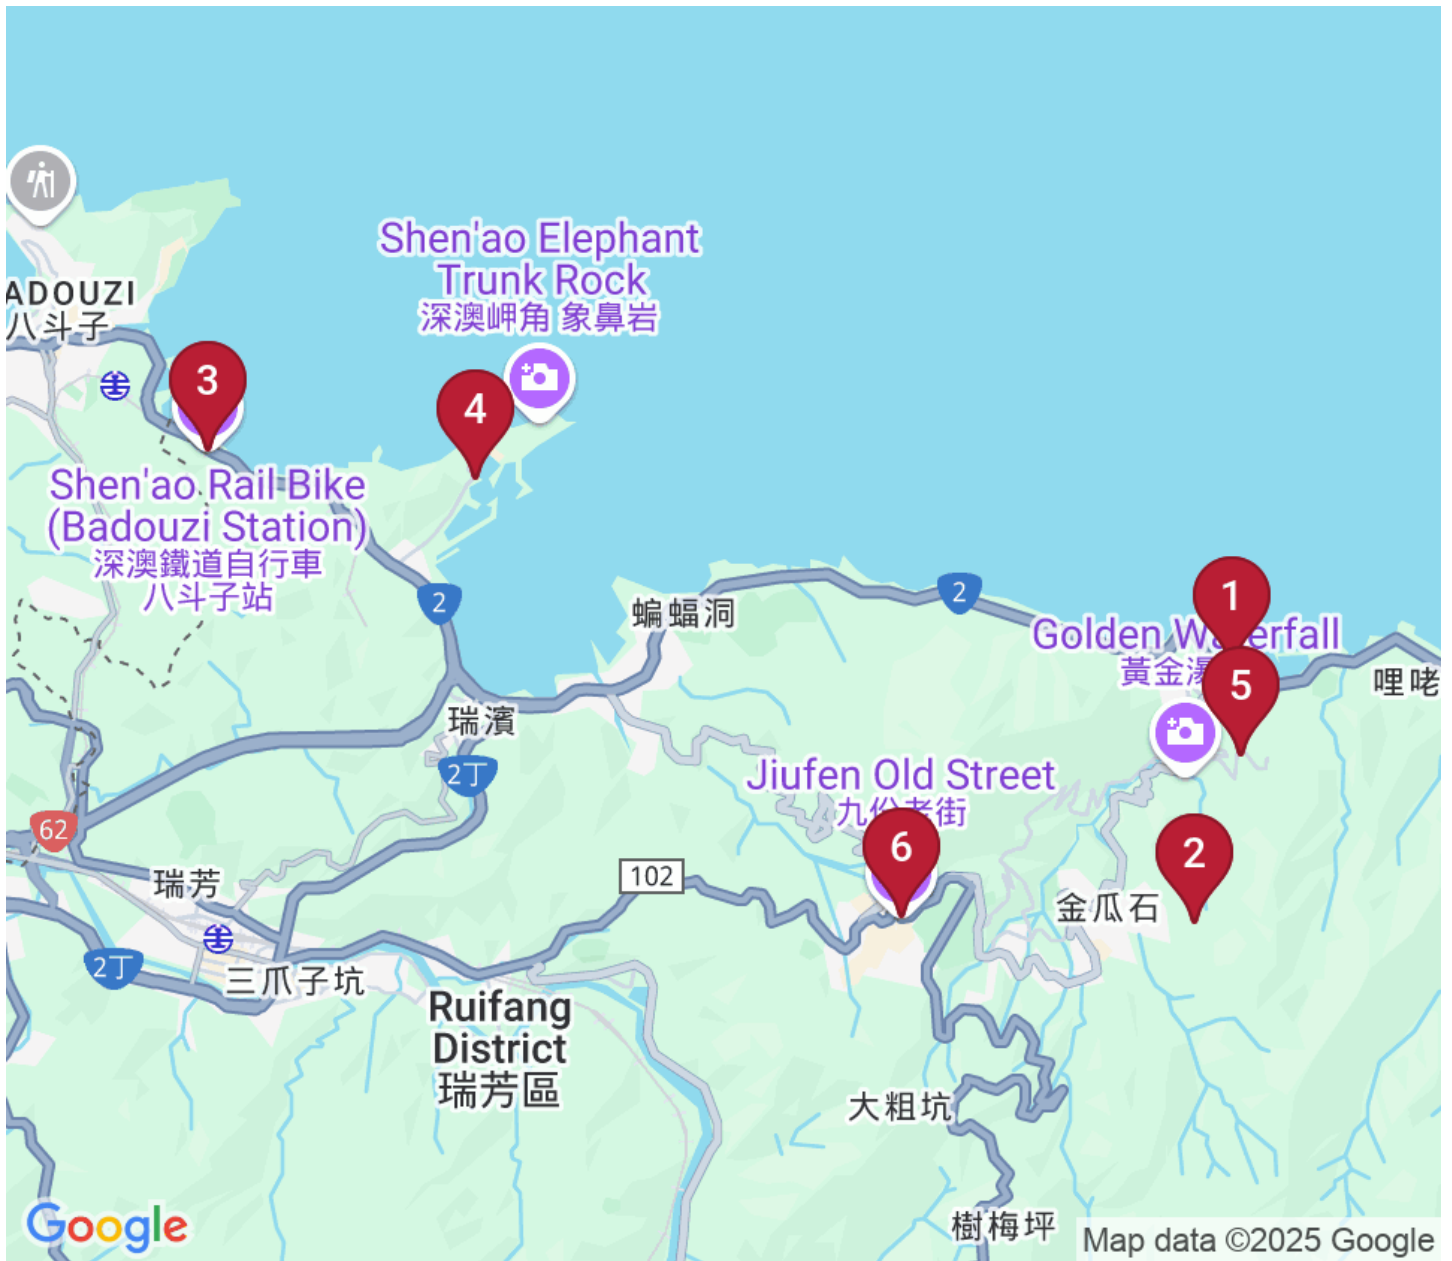 Shen'ao Elephant
Trunk Rock
深澳岬角 象鼻岩
ADOUZI
八斗子
3
4
Shen'ao Rail Bike
(Badouzi Station)
深澳鐵道自行車
八斗子站
2
2
蝙蝠洞
1
Golden Waterfall
黃金瀑
5
哩咾
瑞濱
2丁
Jiufen Old Street
九份老街
62
6
2
102
瑞芳
金瓜石
2丁
三爪子坑
Ruifang
District
瑞芳區
大粗坑
樹梅坪
Google
Map data ©2025 Google